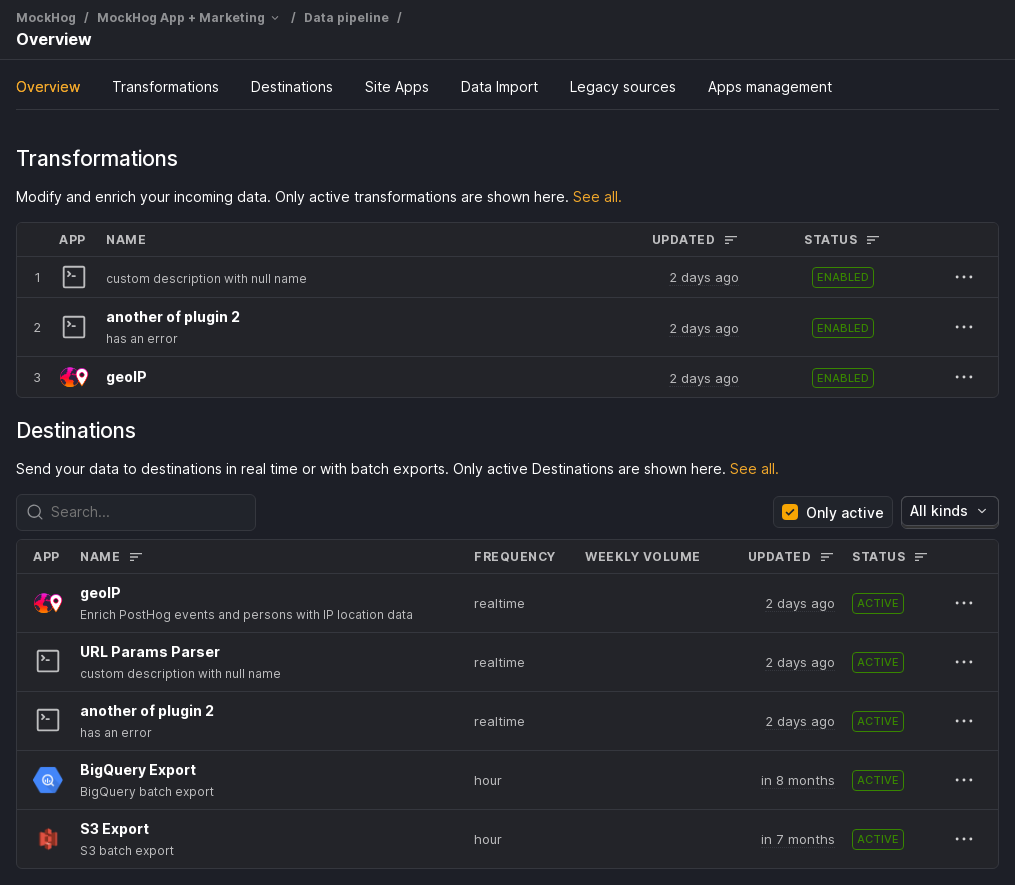 MockHog / MockHog App + Marketing / Data pipeline /
Overview
Overview Transformations Destinations Site Apps Data Import Legacy sources Apps management
Transformations
Modify and enrich your incoming data. Only active transformations are shown here. See all.
APP NAME UPDATED STATUS
1 custom description with null name 2 days ago ENABLED
another of plugin 2
2 2 days ago ENABLED
has an error
3 geoIP 2 days ago ENABLED
Destinations
Send your data to destinations in real time or with batch exports. Only active Destinations are shown here. See all.
Search... Only active All kinds
APP NAME FREQUENCY WEEKLY VOLUME UPDATED STATUS
geoIP
realtime 2 days ago ACTIVE
Enrich PostHog events and persons with IP location data
URL Params Parser
realtime 2 days ago ACTIVE
custom description with null name
another of plugin 2
realtime 2 days ago ACTIVE
has an error
BigQuery Export
hour in 8 months ACTIVE
BigQuery batch export
S3 Export
hour in 7 months ACTIVE
S3 batch export